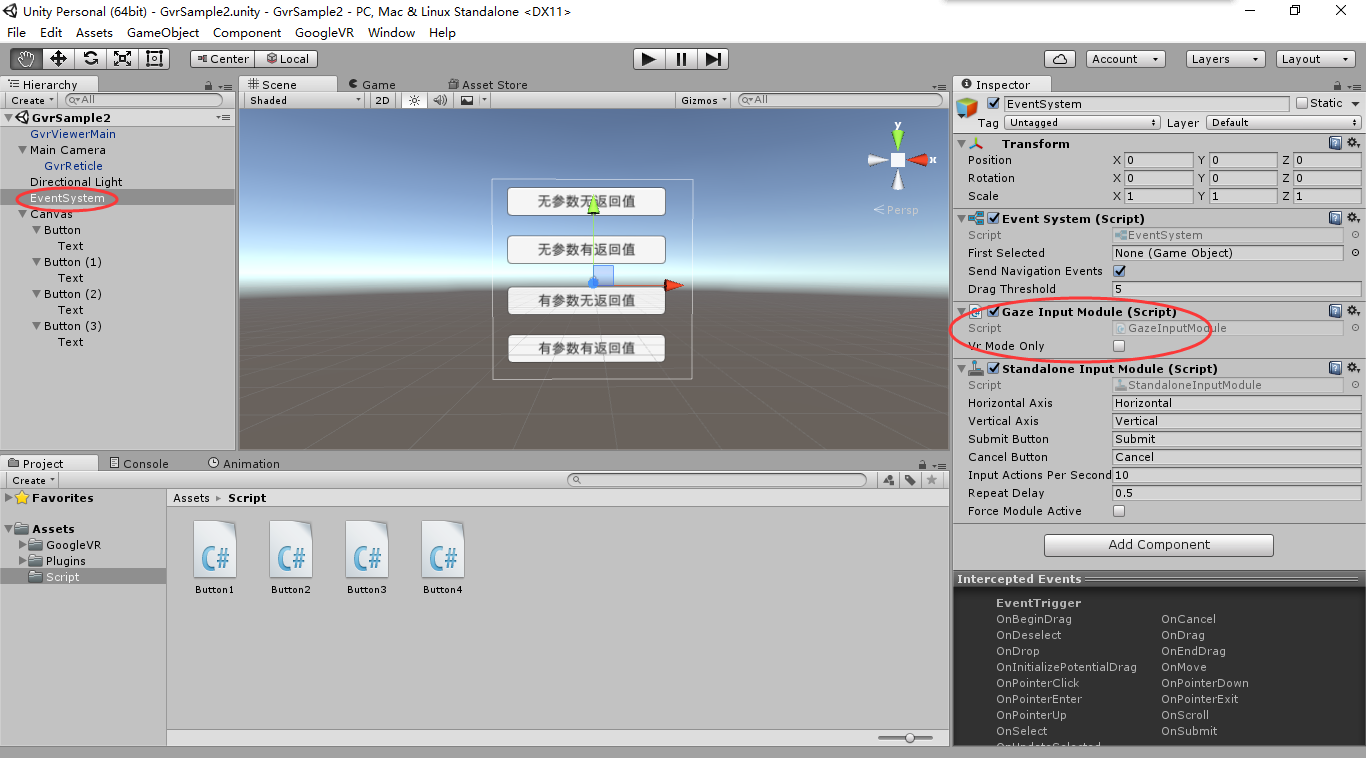 Unity Personal (64bit) - GvrSample2.unity - GvrSample2 - PC, Mac & Linux Standalone <DX11>
File Edit Assets GameObject Component GoogleVR Window Help
Center Local Account Layers Layout
Hierarchy
Create All
GvrSample2
GvrViewerMain
Main Camera
GvrReticle
Directional Light
EventSystem
Canvas
Button
Text
Button (1)
Text
Button (2)
Text
Button (3)
Text
Scene Game Asset Store
Shaded 2D Gizmos All
y
x
Persp
无参数无返回值
无参数有返回值
有参数无返回值
有参数有返回值
Inspector
EventSystem Static
Tag Untagged Layer Default
Transform
Position X 0 Y 0 Z 0
Rotation X 0 Y 0 Z 0
Scale X 1 Y 1 Z 1
Event System (Script)
Script EventSystem
First Selected None (Game Object)
Send Navigation Events
Drag Threshold 5
Gaze Input Module (Script)
Script GazeInputModule
Vr Mode Only
Standalone Input Module (Script)
Script StandaloneInputModule
Horizontal Axis Horizontal
Vertical Axis Vertical
Submit Button Submit
Cancel Button Cancel
Input Actions Per Second 10
Repeat Delay 0.5
Force Module Active
Add Component
Intercepted Events
EventTrigger
OnBeginDrag OnCancel
OnDeselect OnDrag
OnDrop OnEndDrag
OnInitializePotentialDrag OnMove
OnPointerClick OnPointerDown
OnPointerEnter OnPointerExit
OnPointerUp OnScroll
OnSelect OnSubmit
Project Console Animation
Create
Favorites
Assets
GoogleVR
Plugins
Script
Assets Script
C# C# C# C#
Button1 Button2 Button3 Button4